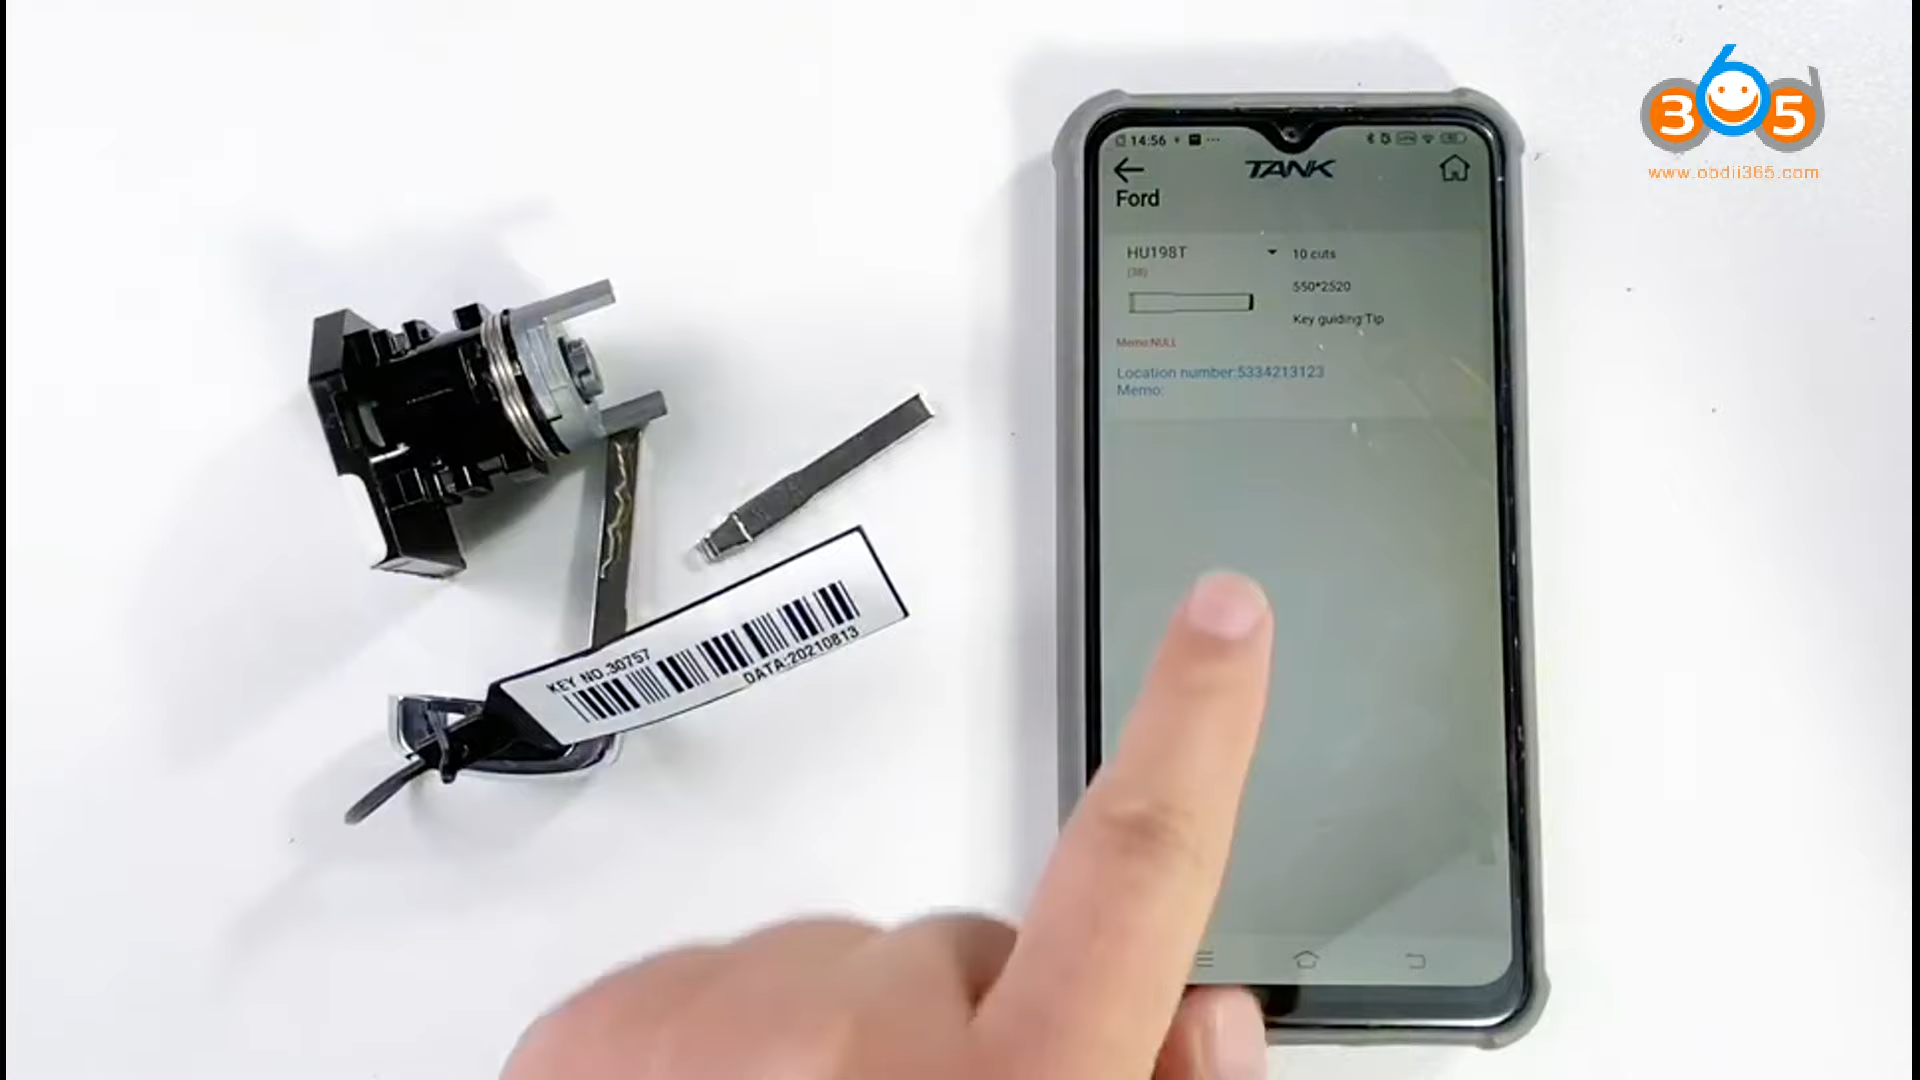 365
www.obdii365.com
14:56
TANK
Ford
HU198T
10 cuts
(38)
550*2520
Key guiding Tip
Memo:NULL
Location number:5334213123
Memo:
KEY NO.30757
DATA:20210813